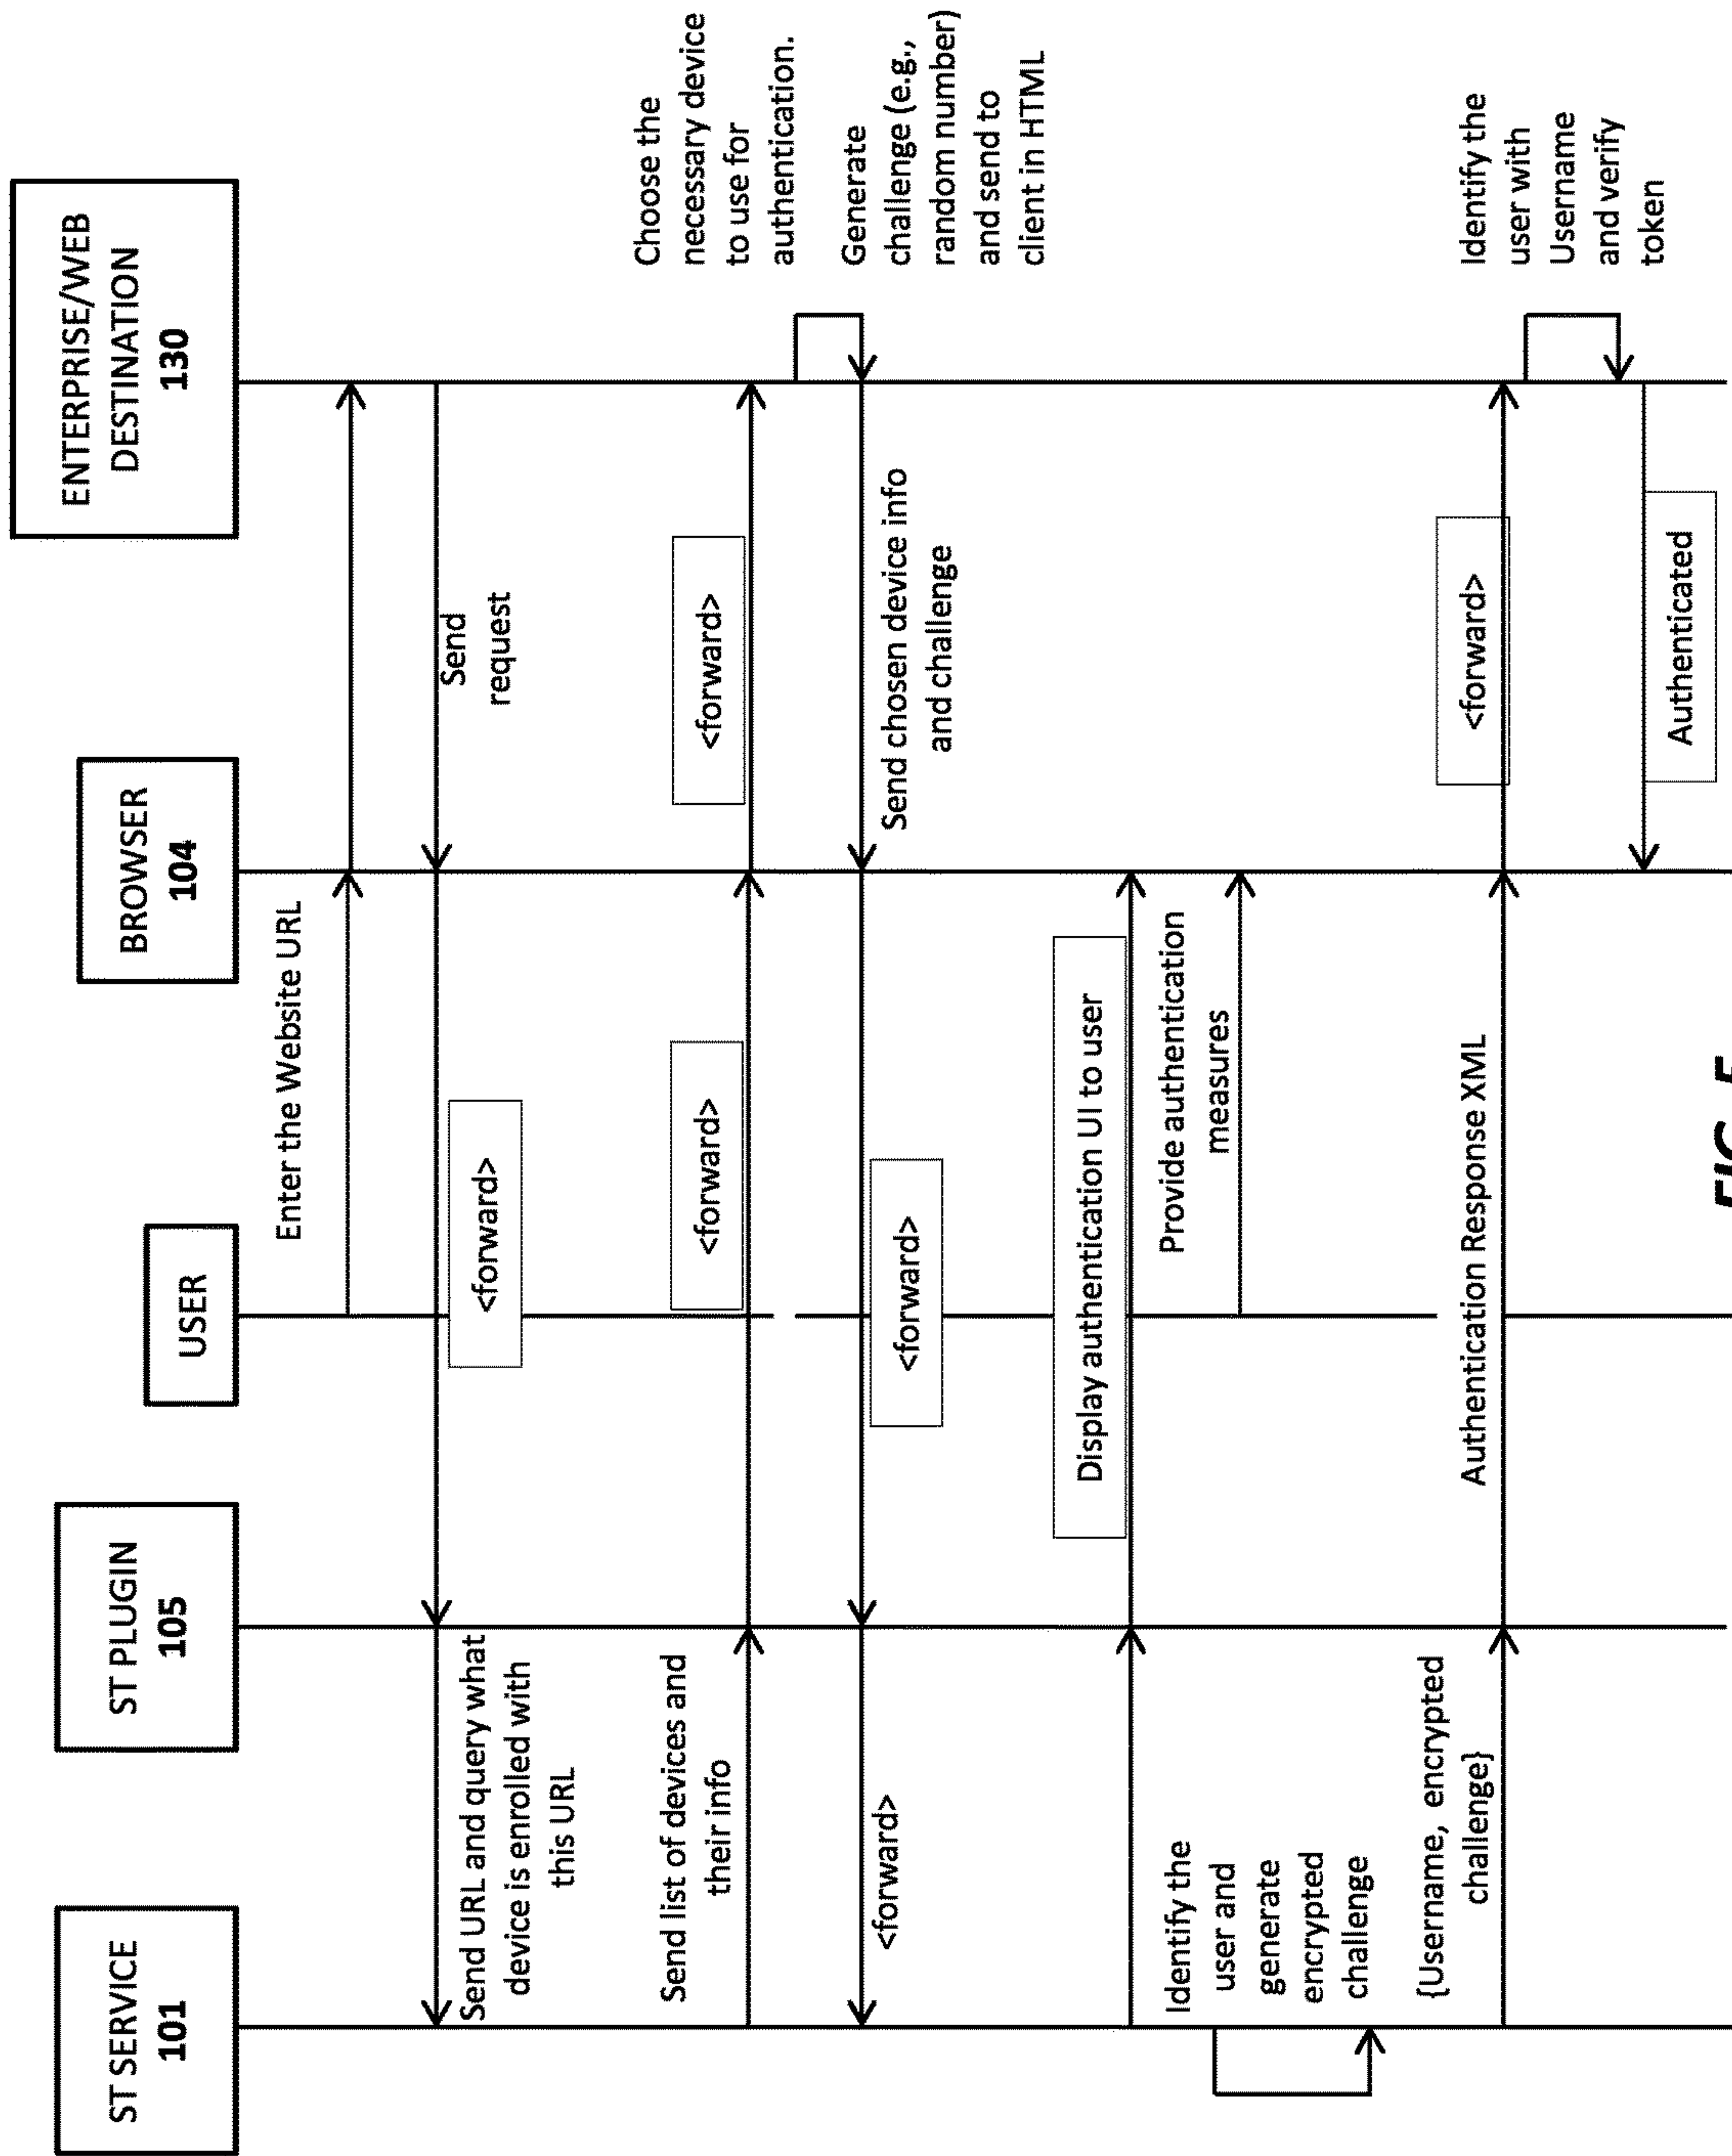 ST SERVICE
101
ST PLUGIN
105
USER
BROWSER
104
ENTERPRISE/WEB
DESTINATION
130
Enter the Website URL
Send
request
<forward>
Send URL and query what
device is enrolled with
this URL
Send list of devices and
their info
<forward>
<forward>
Choose the
necessary device
to use for
authentication.
Generate
challenge (e.g.,
random number)
and send to
client in HTML
Send chosen device info
and challenge
<forward>
<forward>
Display authentication UI to user
Provide authentication
measures
Identify the
user and
generate
encrypted
challenge
{Username, encrypted
challenge}
Authentication Response XML
<forward>
Identify the
user with
Username
and verify
token
Authenticated